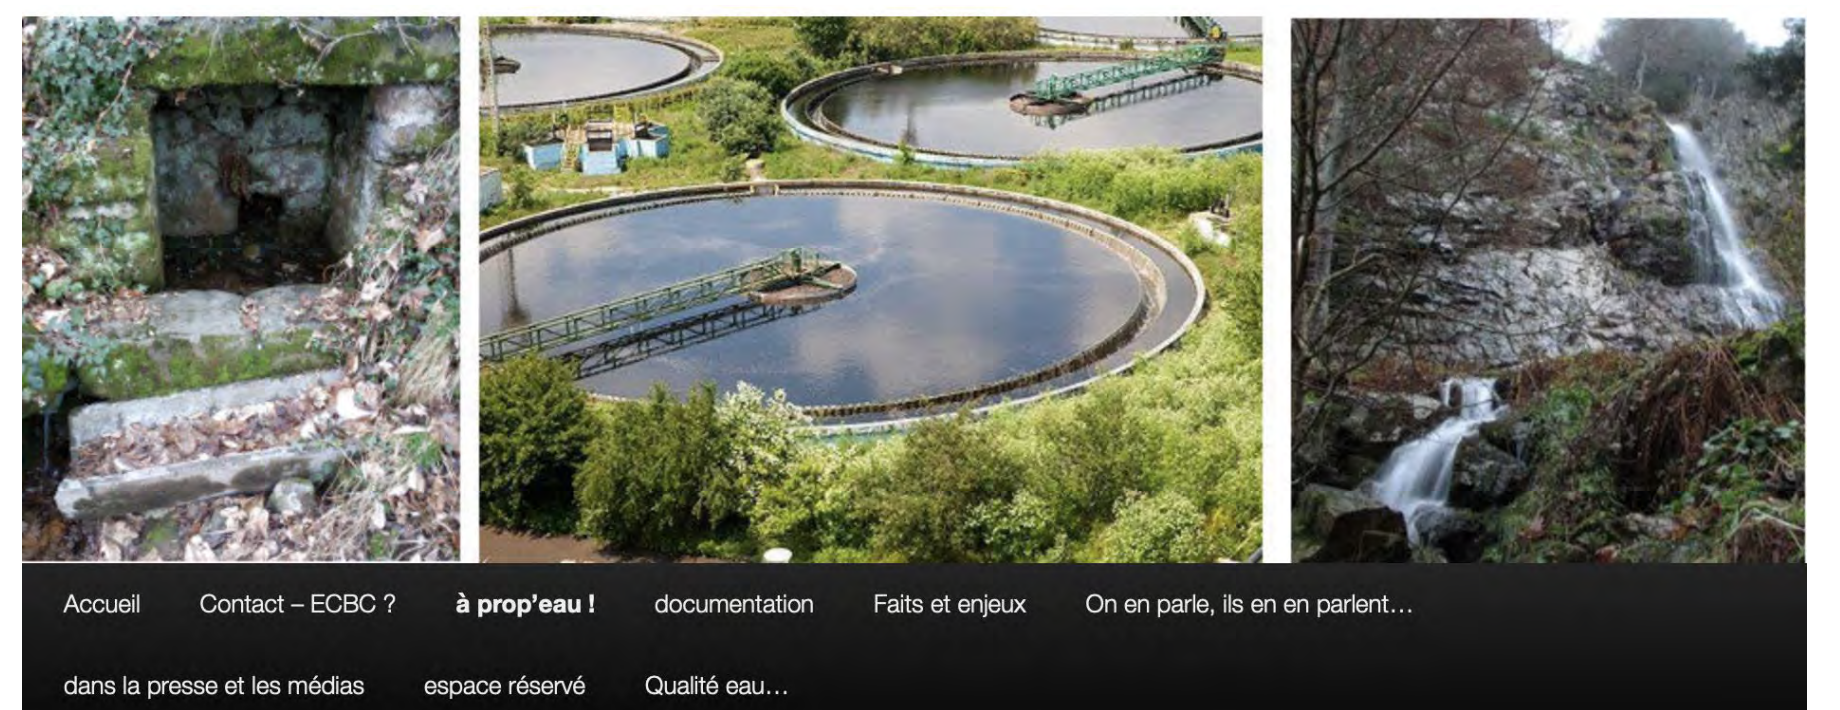 Accueil Contact – ECBC ? à prop’eau ! documentation Faits et enjeux On en parle, ils en en parlent…
dans la presse et les médias espace réservé Qualité eau…